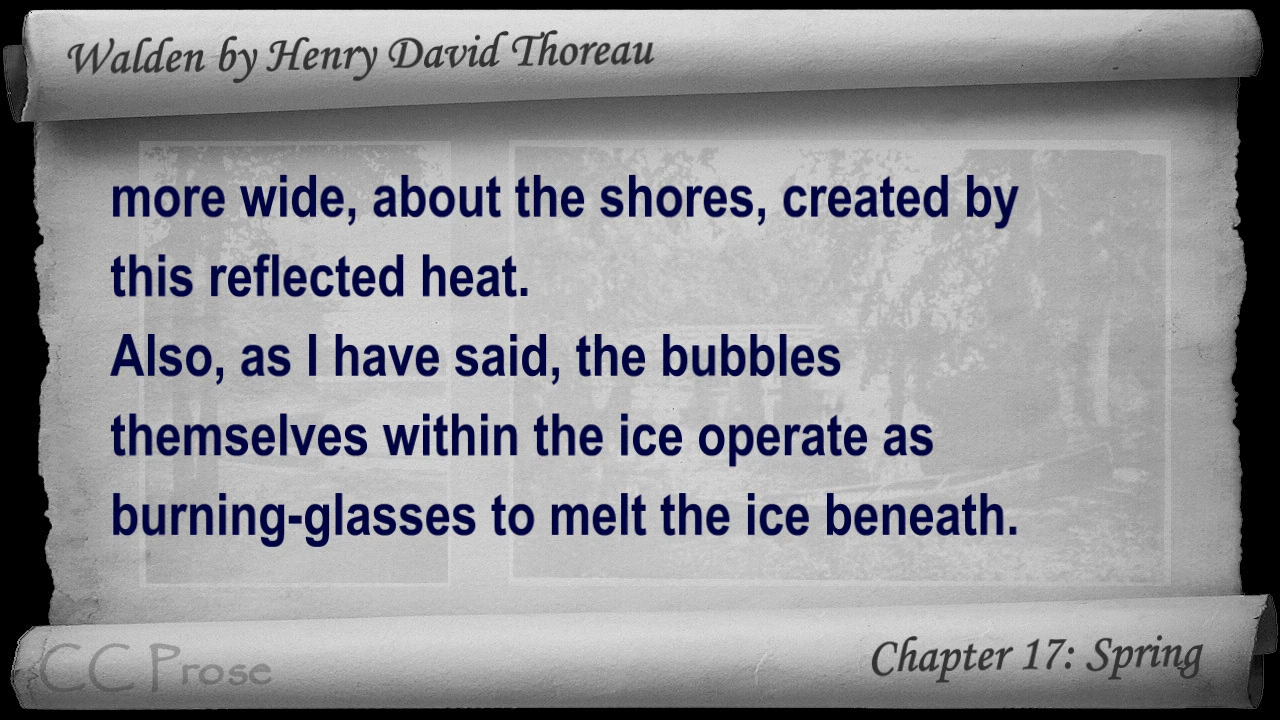 Walden by Henry David Thoreau
more wide, about the shores, created by
this reflected heat.
Also, as I have said, the bubbles
themselves within the ice operate as
burning-glasses to melt the ice beneath.
CC Prose
Chapter 17: Spring